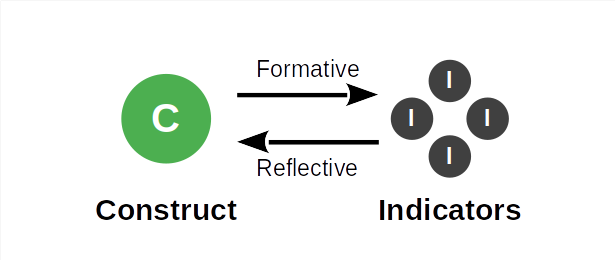 Formative
C
I
I
I
I
Reflective
Construct
Indicators